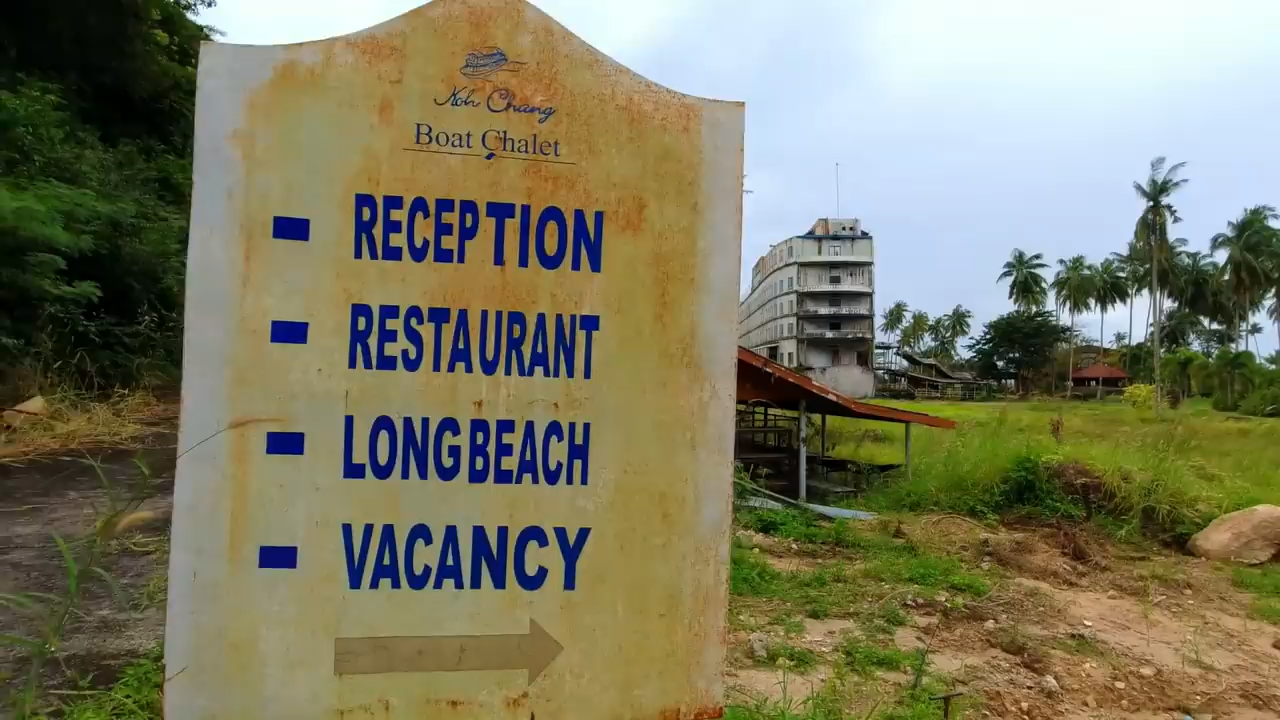 Koh Chang
Boat Chalet
RECEPTION
RESTAURANT
LONGBEACH
VACANCY